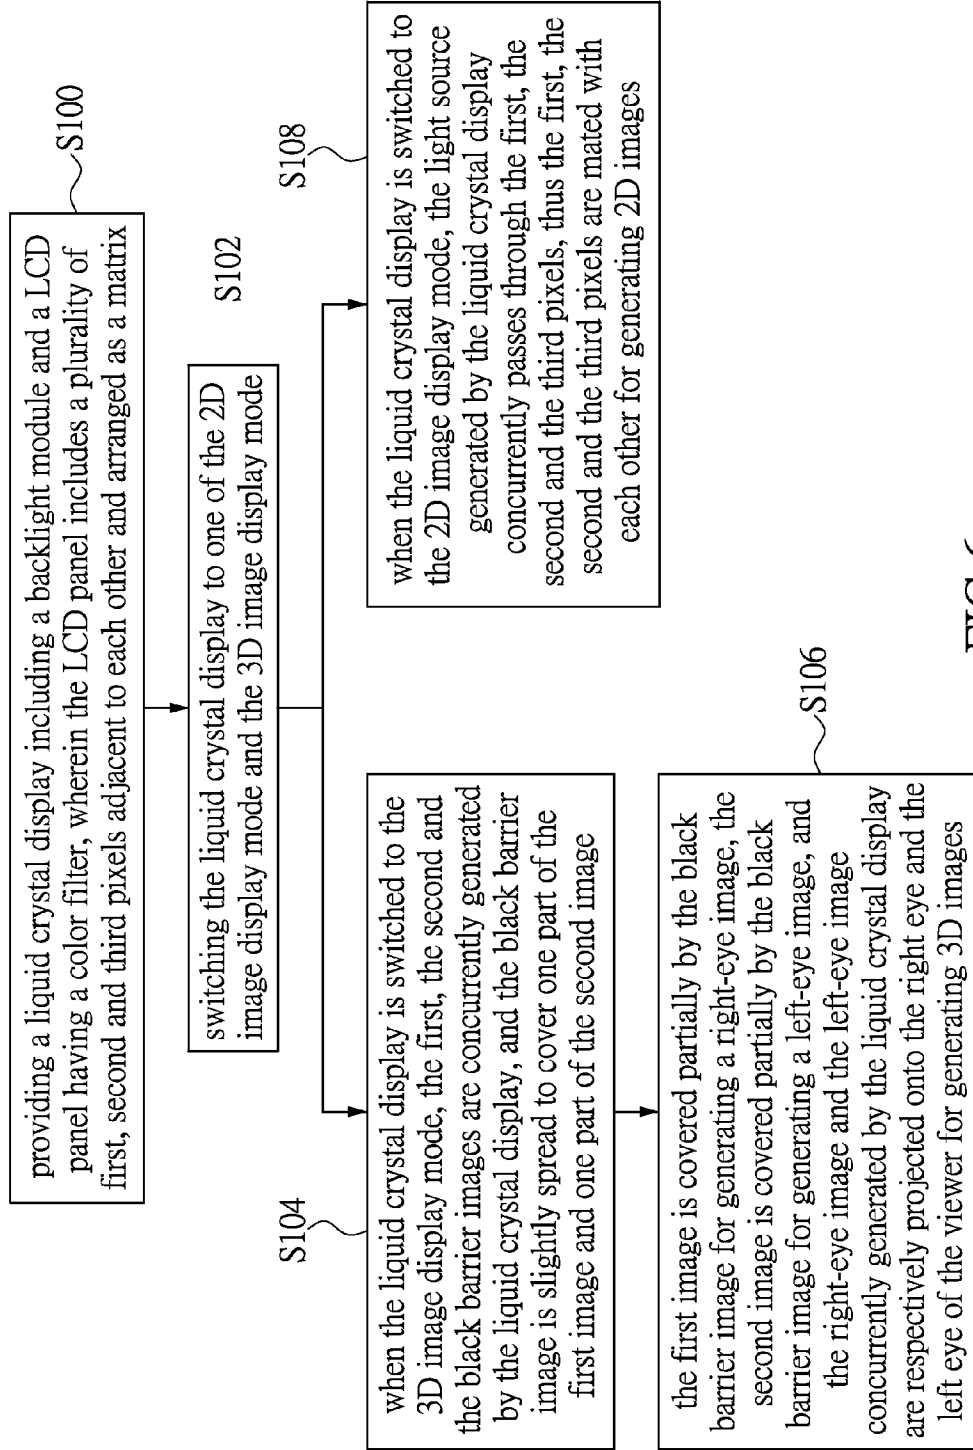 providing a liquid crystal display including a backlight module and a LCD
panel having a color filter, wherein the LCD panel includes a plurality of
first, second and third pixels adjacent to each other and arranged as a matrix
S100
switching the liquid crystal display to one of the 2D
image display mode and the 3D image display mode
S102
S104
when the liquid crystal display is switched to the
3D image display mode, the first, the second and
the black barrier images are concurrently generated
by the liquid crystal display, and the black barrier
image is slightly spread to cover one part of the
first image and one part of the second image
S108
when the liquid crystal display is switched to
the 2D image display mode, the light source
generated by the liquid crystal display
concurrently passes through the first, the
second and the third pixels, thus the first, the
second and the third pixels are mated with
each other for generating 2D images
the first image is covered partially by the black
barrier image for generating a right-eye image, the
second image is covered partially by the black
barrier image for generating a left-eye image, and
the right-eye image and the left-eye image
concurrently generated by the liquid crystal display
are respectively projected onto the right eye and the
left eye of the viewer for generating 3D images
S106